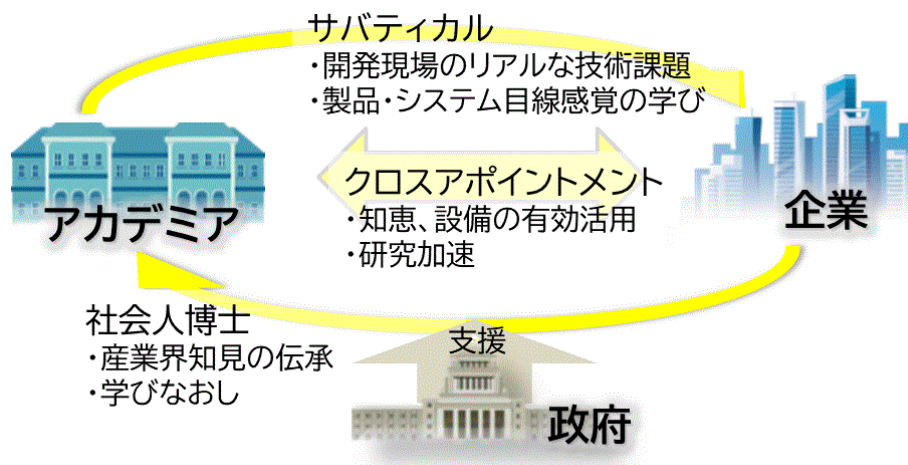 サバティカル
・開発現場のリアルな技術課題
・製品・システム目線感覚の学び
クロスアポイントメント
・知恵、設備の有効活用
・研究加速
アカデミア
企業
社会人博士
・産業界知見の伝承
・学びなおし
支援
政府